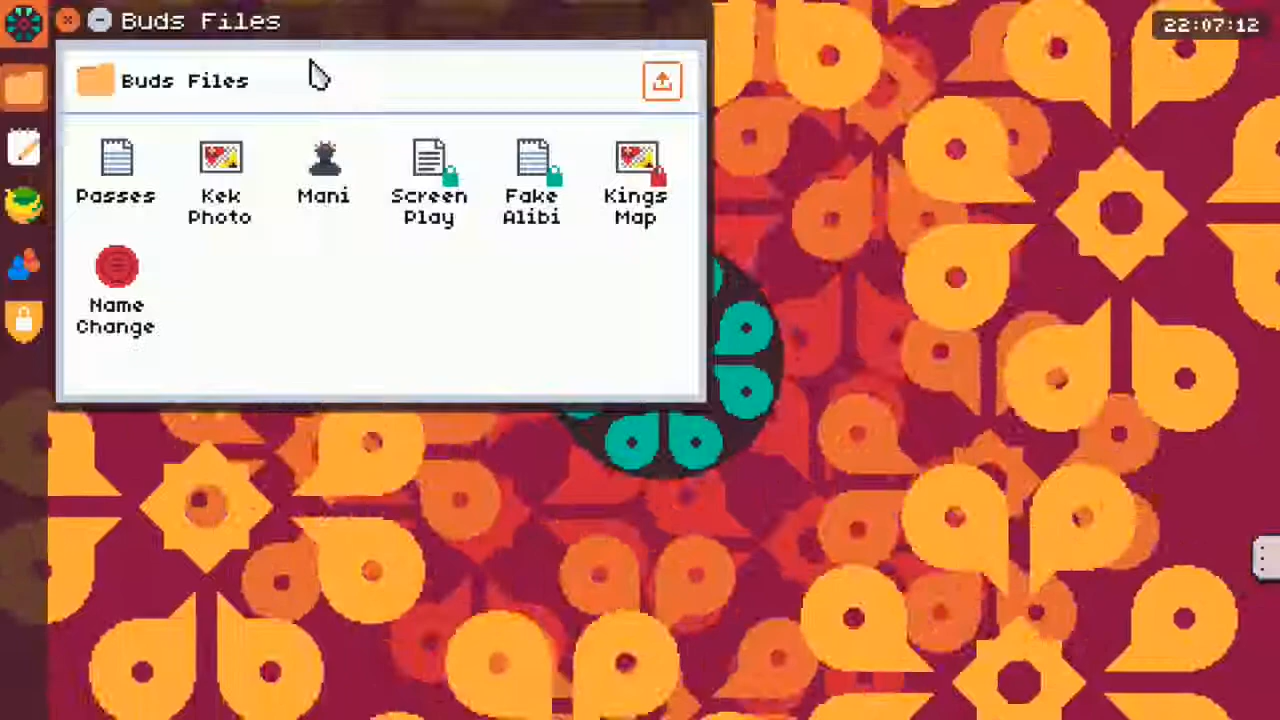 Buds Files
22:07:12
Buds Files
Passes
Kek
Photo
Mani
Screen
Play
Fake
Alibi
Kings
Map
Name
Change